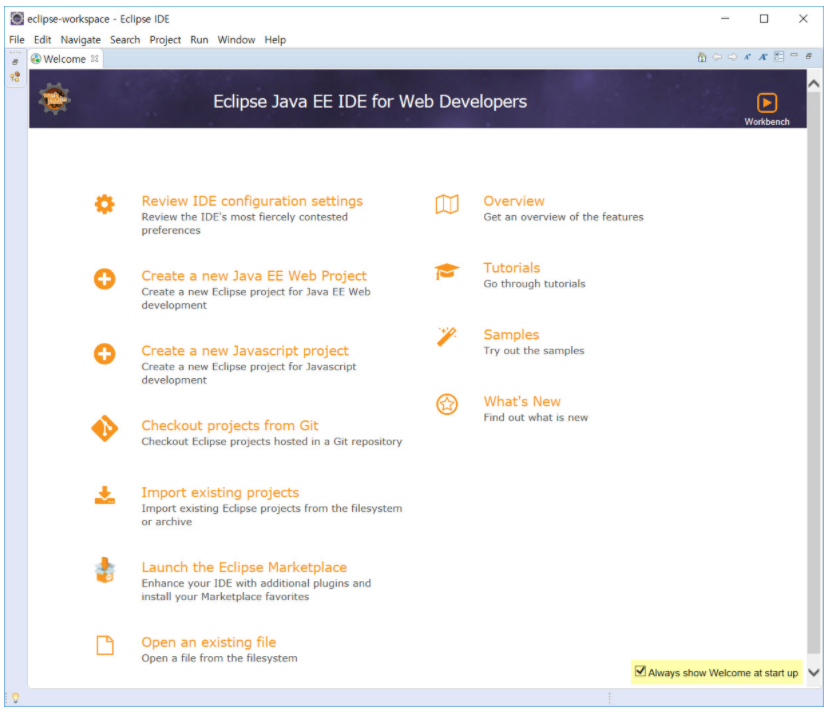 eclipse-workspace - Eclipse IDE
File Edit Navigate Search Project Run Window Help
Welcome
Eclipse Java EE IDE for Web Developers
Workbench
Review IDE configuration settings
Review the IDE's most fiercely contested
preferences
Create a new Java EE Web Project
Create a new Eclipse project for Java EE Web
development
Create a new Javascript project
Create a new Eclipse project for Javascript
development
Checkout projects from Git
Checkout Eclipse projects hosted in a Git repository
Import existing projects
Import existing Eclipse projects from the filesystem
or archive
Launch the Eclipse Marketplace
Enhance your IDE with additional plugins and
install your Marketplace favorites
Open an existing file
Open a file from the filesystem
Overview
Get an overview of the features
Tutorials
Go through tutorials
Samples
Try out the samples
What's New
Find out what is new
Always show Welcome at start up